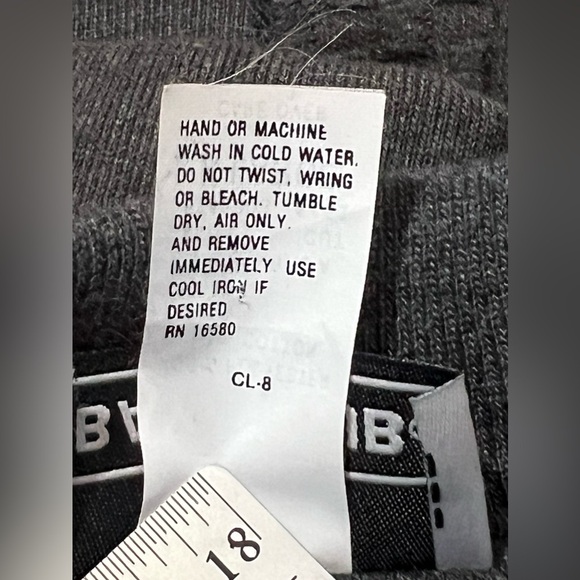 HAND OR MACHINE
WASH IN COLD WATER.
DO NOT TWIST, WRING
OR BLEACH. TUMBLE
DRY, AIR ONLY.
AND REMOVE
IMMEDIATELY USE
COOL IRON IF
DESIRED
RN 16580
CL-8
18